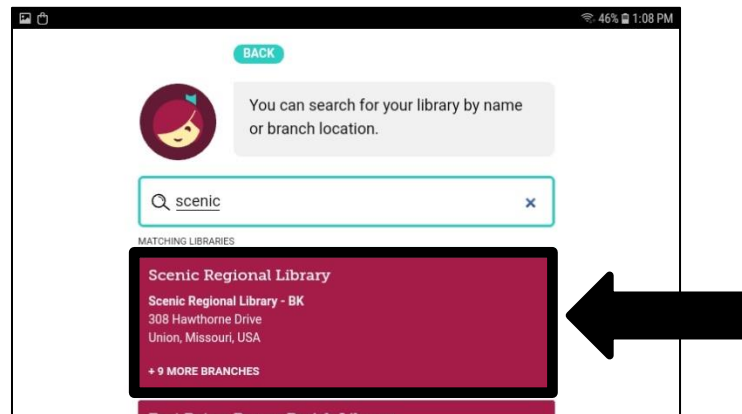 46% 1:08 PM
BACK
You can search for your library by name
or branch location.
scenic
MATCHING LIBRARIES
Scenic Regional Library
Scenic Regional Library - BK
308 Hawthorne Drive
Union, Missouri, USA
+ 9 MORE BRANCHES